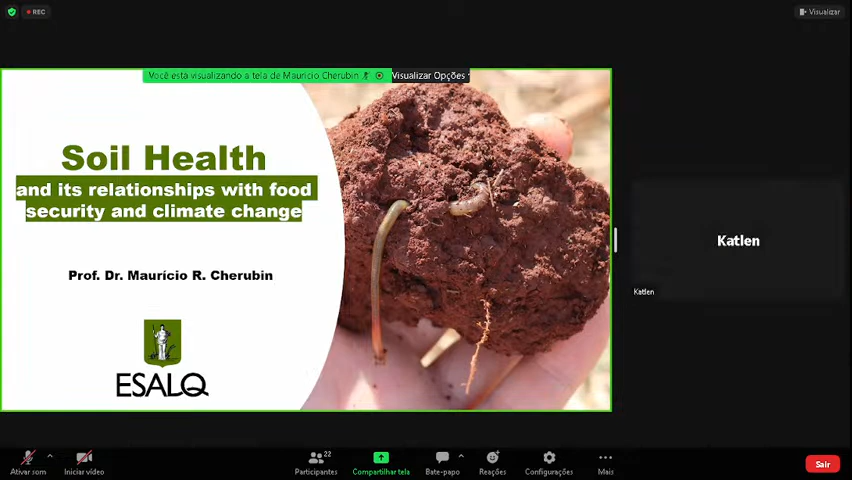 REC
Visualizar
Você está visualizando a tela de Mauricio Cherubin
Visualizar Opções
Soil Health
and its relationships with food
security and climate change
Prof. Dr. Maurício R. Cherubin
ESALQ
Katlen
Katlen
Ativar som
Iniciar vídeo
22
Participantes
Compartilhar tela
Bate-papo
Reações
Configurações
Mais
Sair